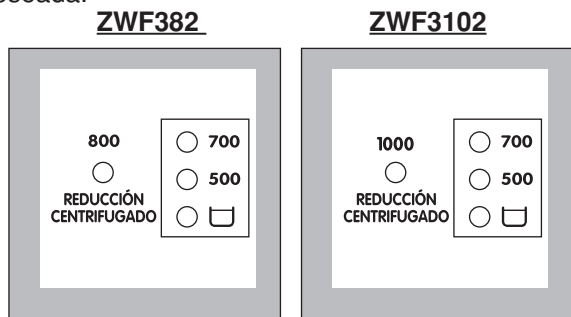 ZWF382
ZWF3102
800
700
500
REDUCCIÓN
CENTRIFUGADO
1000
700
500
REDUCCIÓN
CENTRIFUGADO